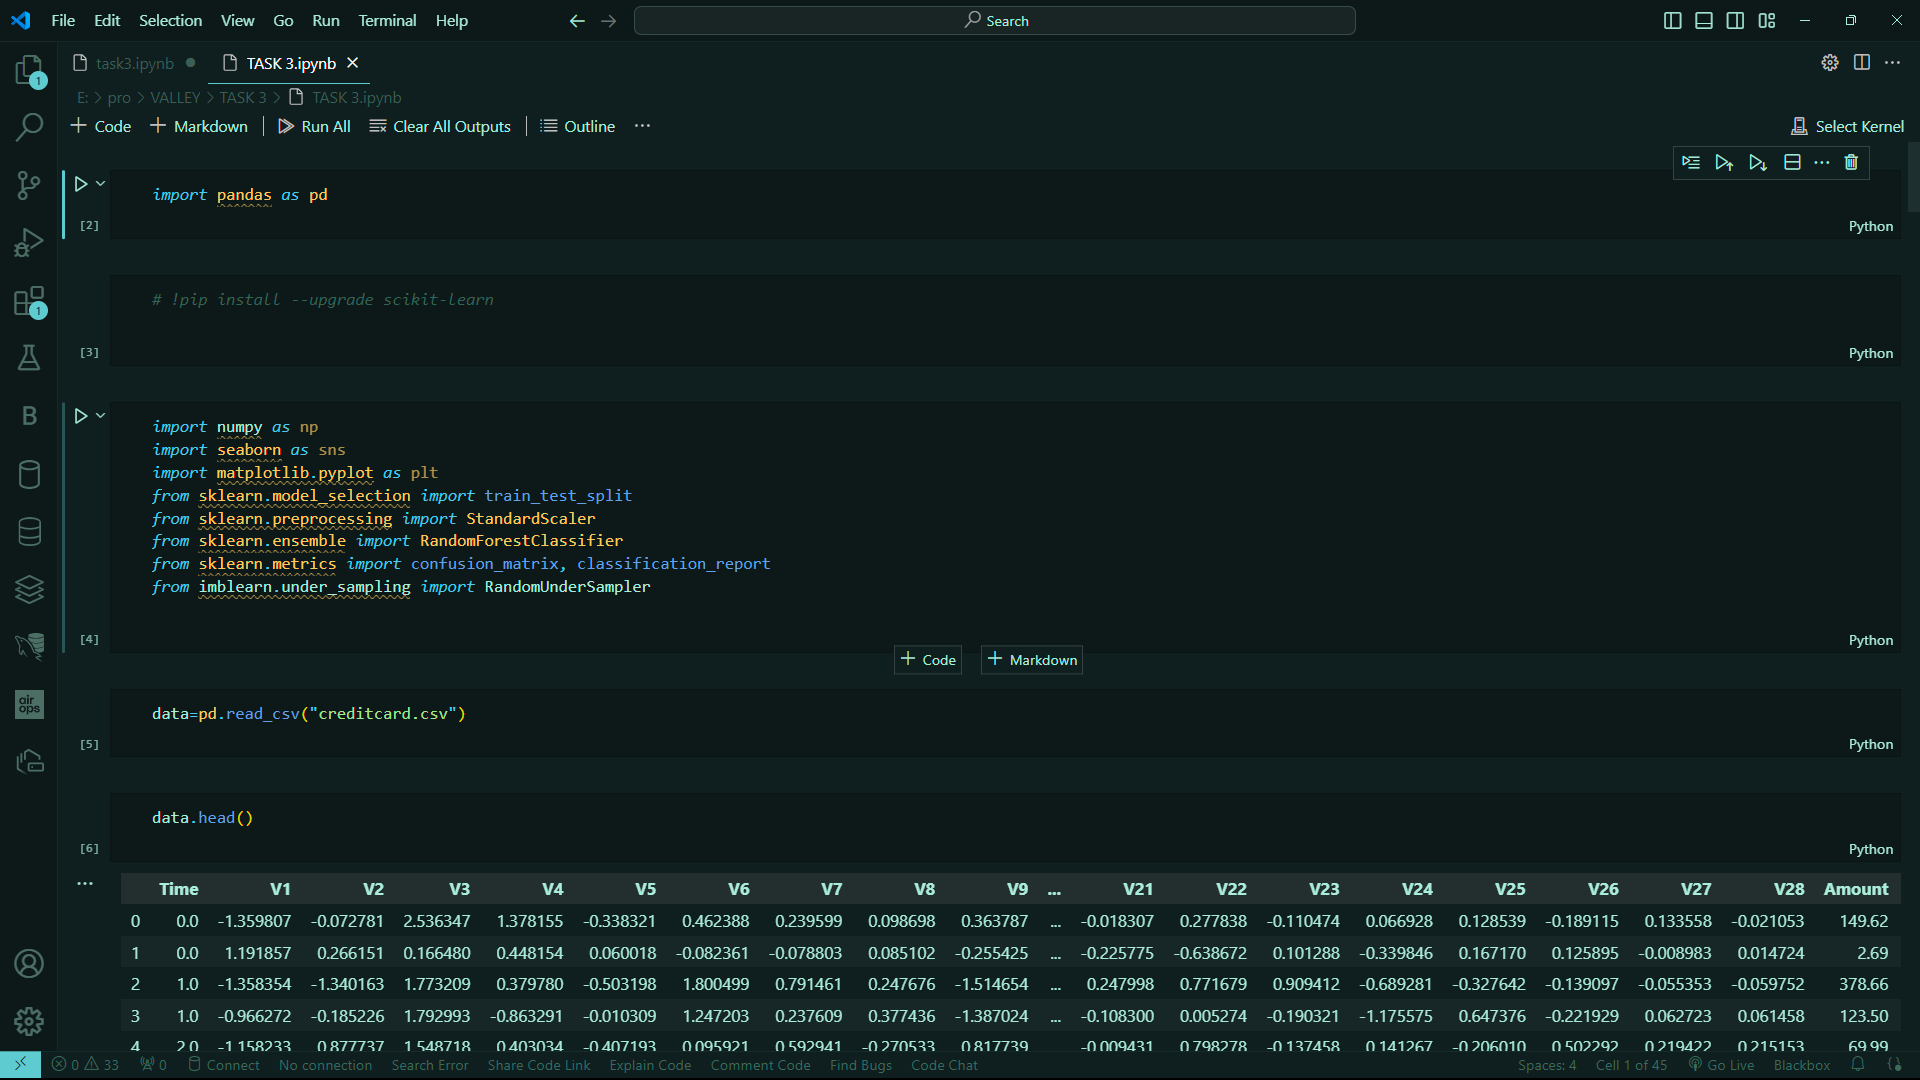 File Edit Selection View Go Run Terminal Help Search
task3.ipynb TASK 3.ipynb
E: > pro > VALLEY > TASK 3 > TASK 3.ipynb
+ Code + Markdown Run All Clear All Outputs Outline ... Select Kernel
import pandas as pd
[2] Python
# !pip install --upgrade scikit-learn
[3] Python
import numpy as np
import seaborn as sns
import matplotlib.pyplot as plt
from sklearn.model_selection import train_test_split
from sklearn.preprocessing import StandardScaler
from sklearn.ensemble import RandomForestClassifier
from sklearn.metrics import confusion_matrix, classification_report
from imblearn.under_sampling import RandomUnderSampler
[4] Python
+ Code + Markdown
data=pd.read_csv("creditcard.csv")
[5] Python
data.head()
[6] Python
... Time V1 V2 V3 V4 V5 V6 V7 V8 V9 ... V21 V22 V23 V24 V25 V26 V27 V28 Amount
0 0.0 -1.359807 -0.072781 2.536347 1.378155 -0.338321 0.462388 0.239599 0.098698 0.363787 ... -0.018307 0.277838 -0.110474 0.066928 0.128539 -0.189115 0.133558 -0.021053 149.62
1 0.0 1.191857 0.266151 0.166480 0.448154 0.060018 -0.082361 -0.078803 0.085102 -0.255425 ... -0.225775 -0.638672 0.101288 -0.339846 0.167170 0.125895 -0.008983 0.014724 2.69
2 1.0 -1.358354 -1.340163 1.773209 0.379780 -0.503198 1.800499 0.791461 0.247676 -1.514654 ... 0.247998 0.771679 0.909412 -0.689281 -0.327642 -0.139097 -0.055353 -0.059752 378.66
3 1.0 -0.966272 -0.185226 1.792993 -0.863291 -0.010309 1.247203 0.237609 0.377436 -1.387024 ... -0.108300 0.005274 -0.190321 -1.175575 0.647376 -0.221929 0.062723 0.061458 123.50
4 2.0 -1.158233 0.877737 1.548718 0.403034 -0.407193 0.095921 0.592941 -0.270533 0.817739 ... -0.009431 0.798278 -0.137458 0.141267 -0.206010 0.502292 0.219422 0.215153 69.99
0 33 0 Connect No connection Search Error Share Code Link Explain Code Comment Code Find Bugs Code Chat Spaces: 4 Cell 1 of 45 Go Live Blackbox
1
1
B
air
ops